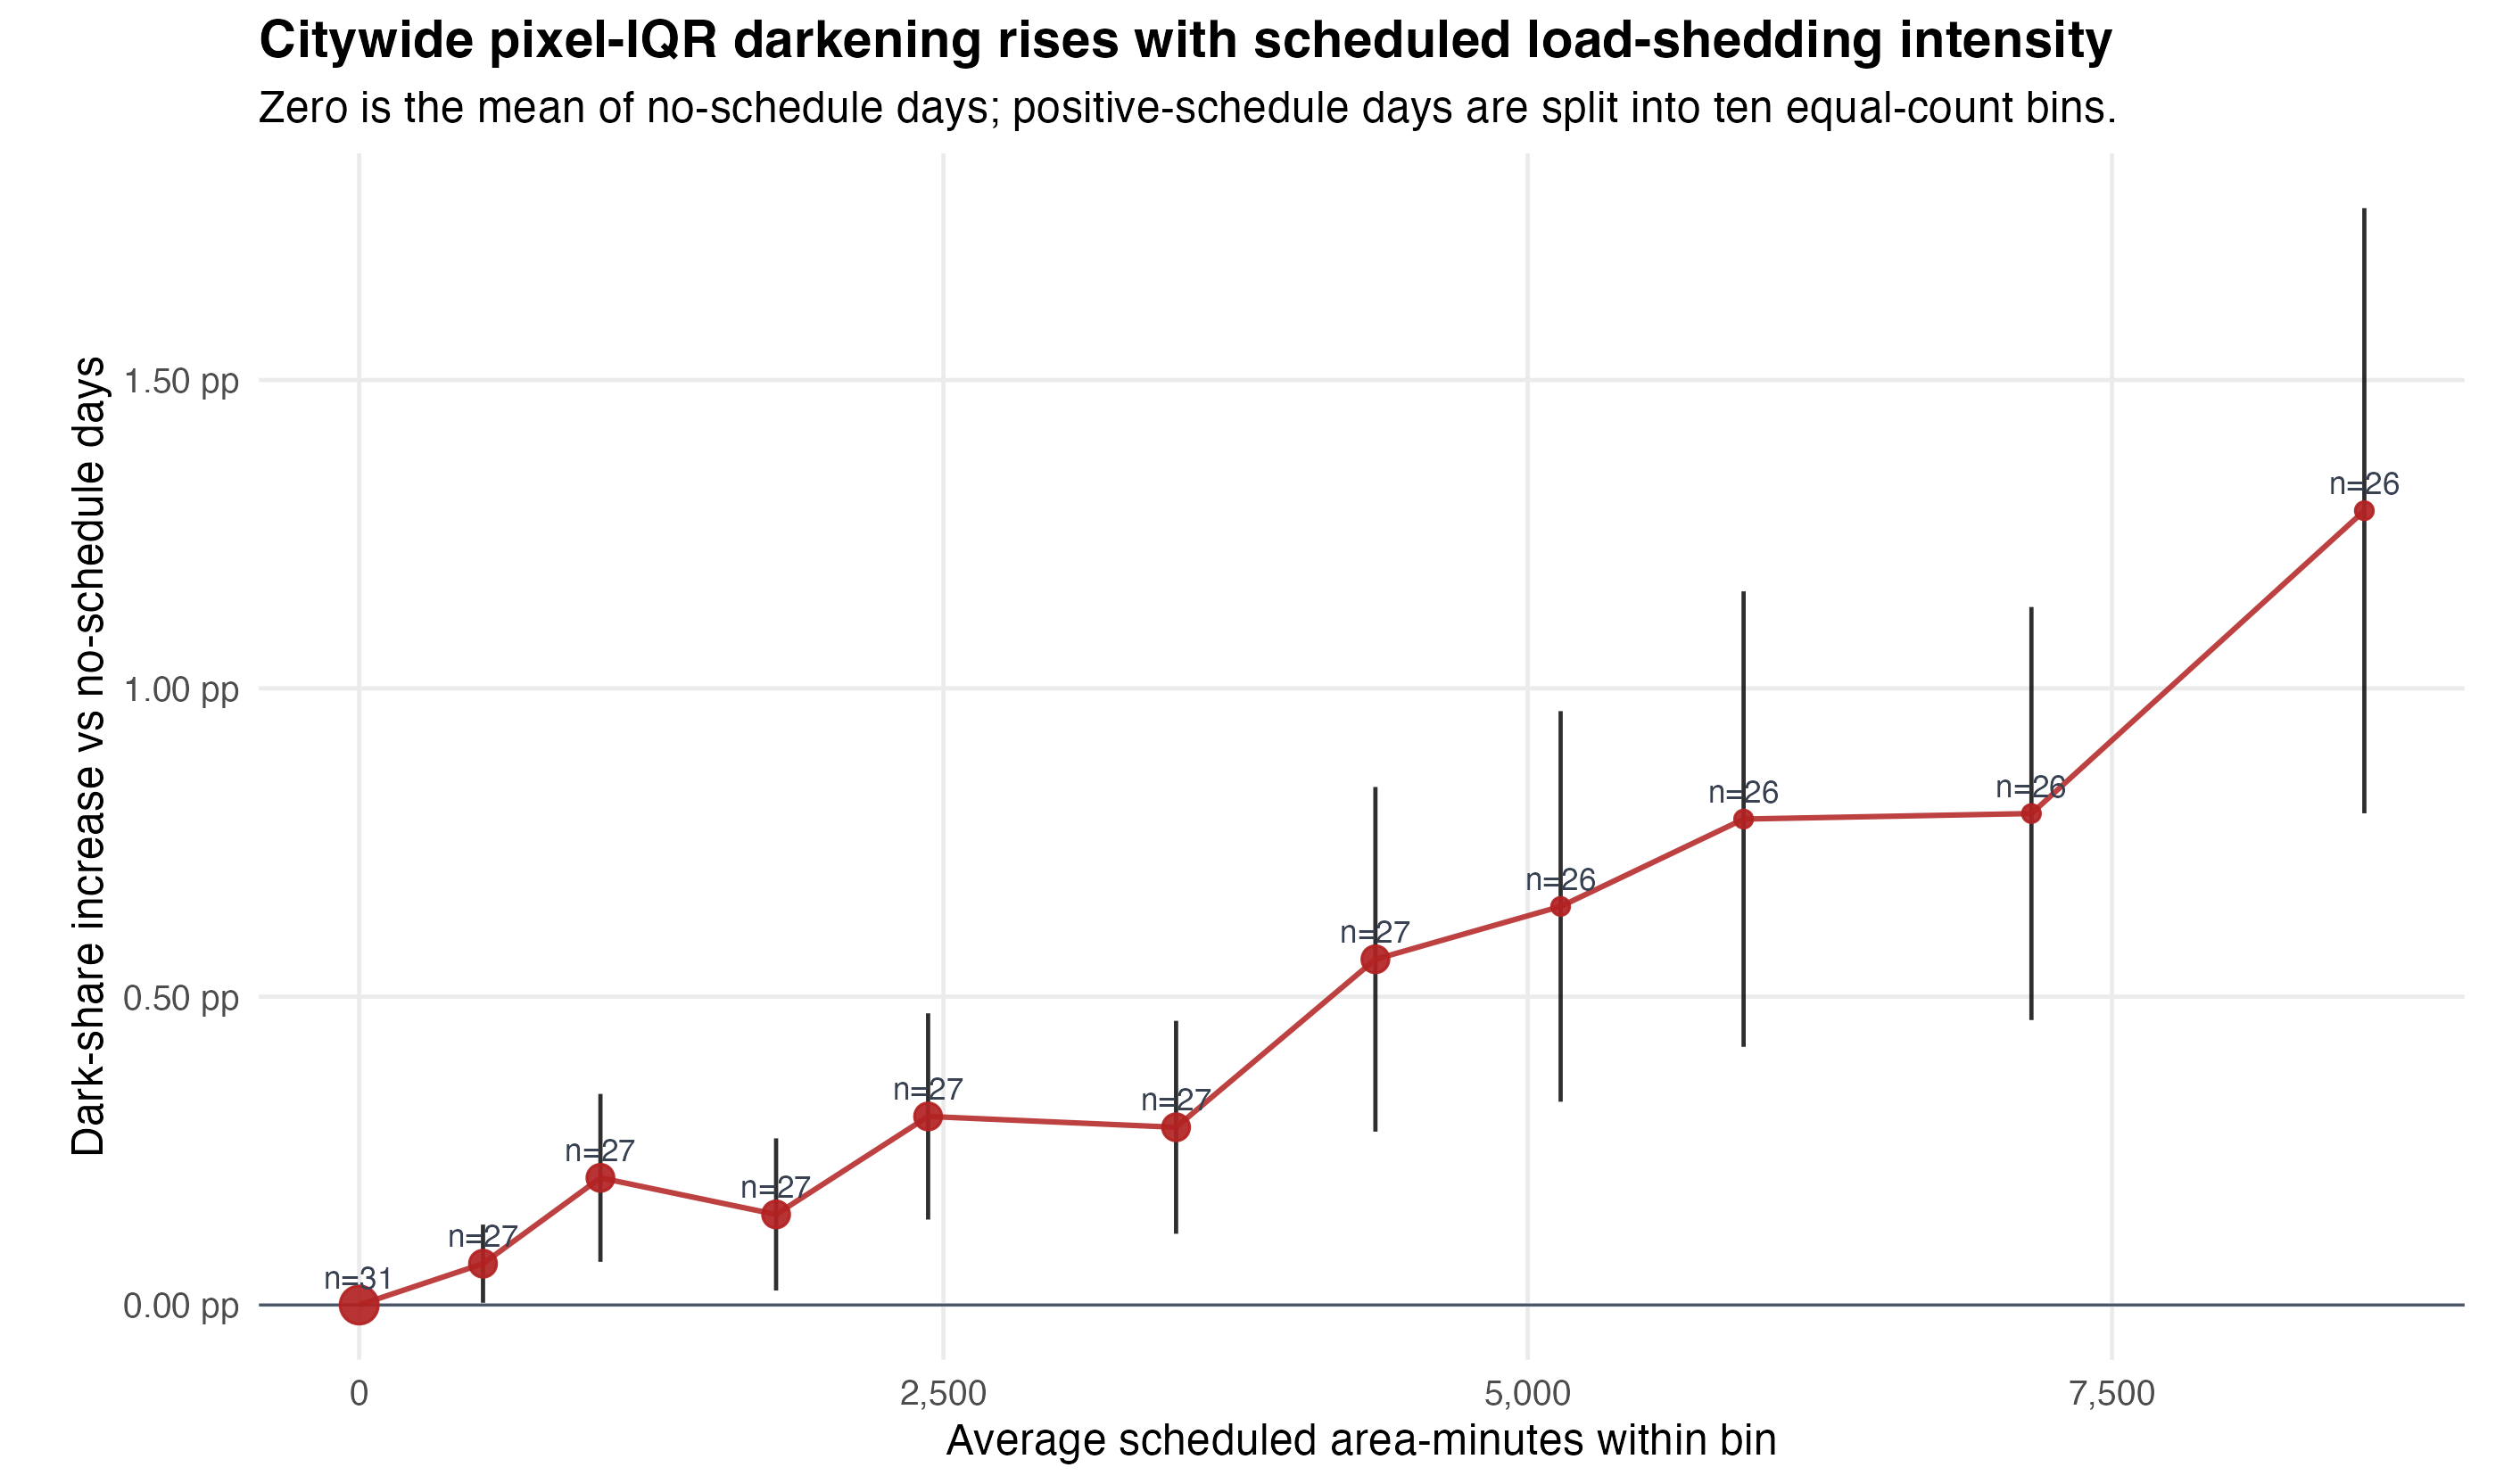 Citywide pixel-IQR darkening rises with scheduled load-shedding intensity
Zero is the mean of no-schedule days; positive-schedule days are split into ten equal-count bins.
Dark-share increase vs no-schedule days
1.50 pp
1.00 pp
0.50 pp
0.00 pp
n=31
n=27
n=27
n=27
n=27
n=27
n=27
n=26
n=26
n=26
n=26
0
2,500
5,000
7,500
Average scheduled area-minutes within bin